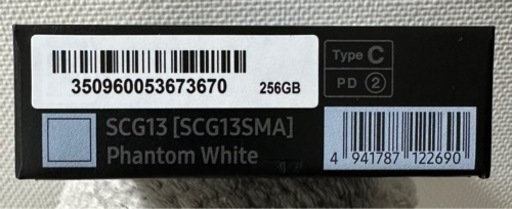 350960053673670 256GB
Type C
PD 2
SCG13 [SCG13SMA]
Phantom White
4 941787 122690